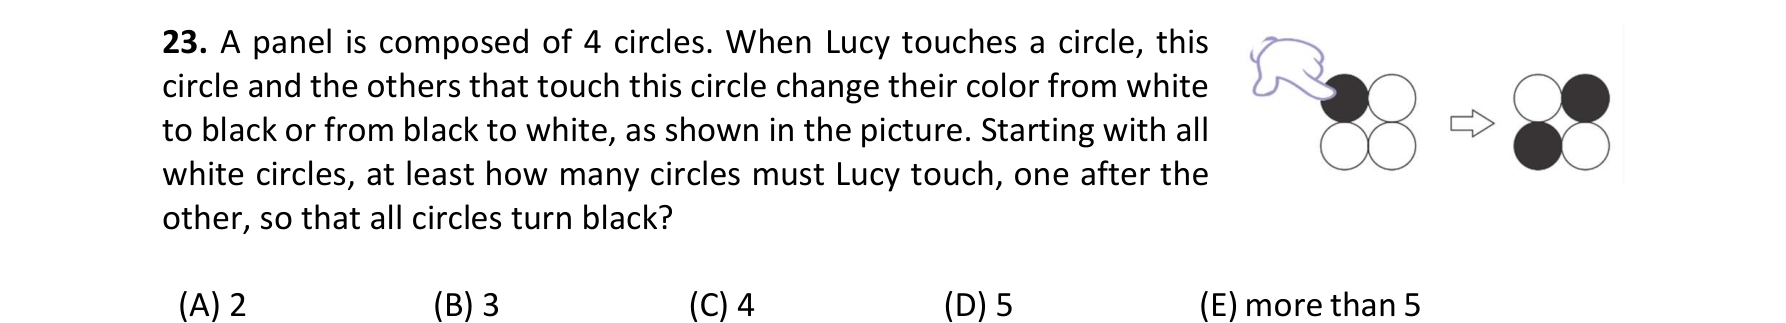 23. A panel is composed of 4 circles. When Lucy touches a circle, this
circle and the others that touch this circle change their color from white
to black or from black to white, as shown in the picture. Starting with all
white circles, at least how many circles must Lucy touch, one after the
other, so that all circles turn black?
(A) 2 (B) 3 (C) 4 (D) 5 (E) more than 5